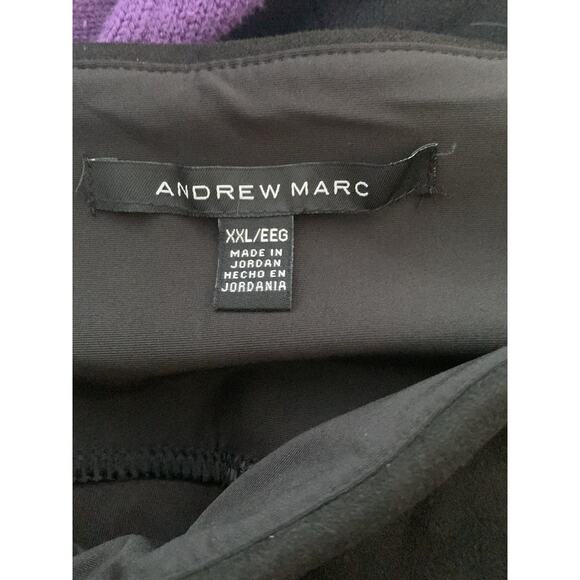 ANDREW MARC
XXL/EEG
MADE IN
JORDAN
HECHO EN
JORDANIA